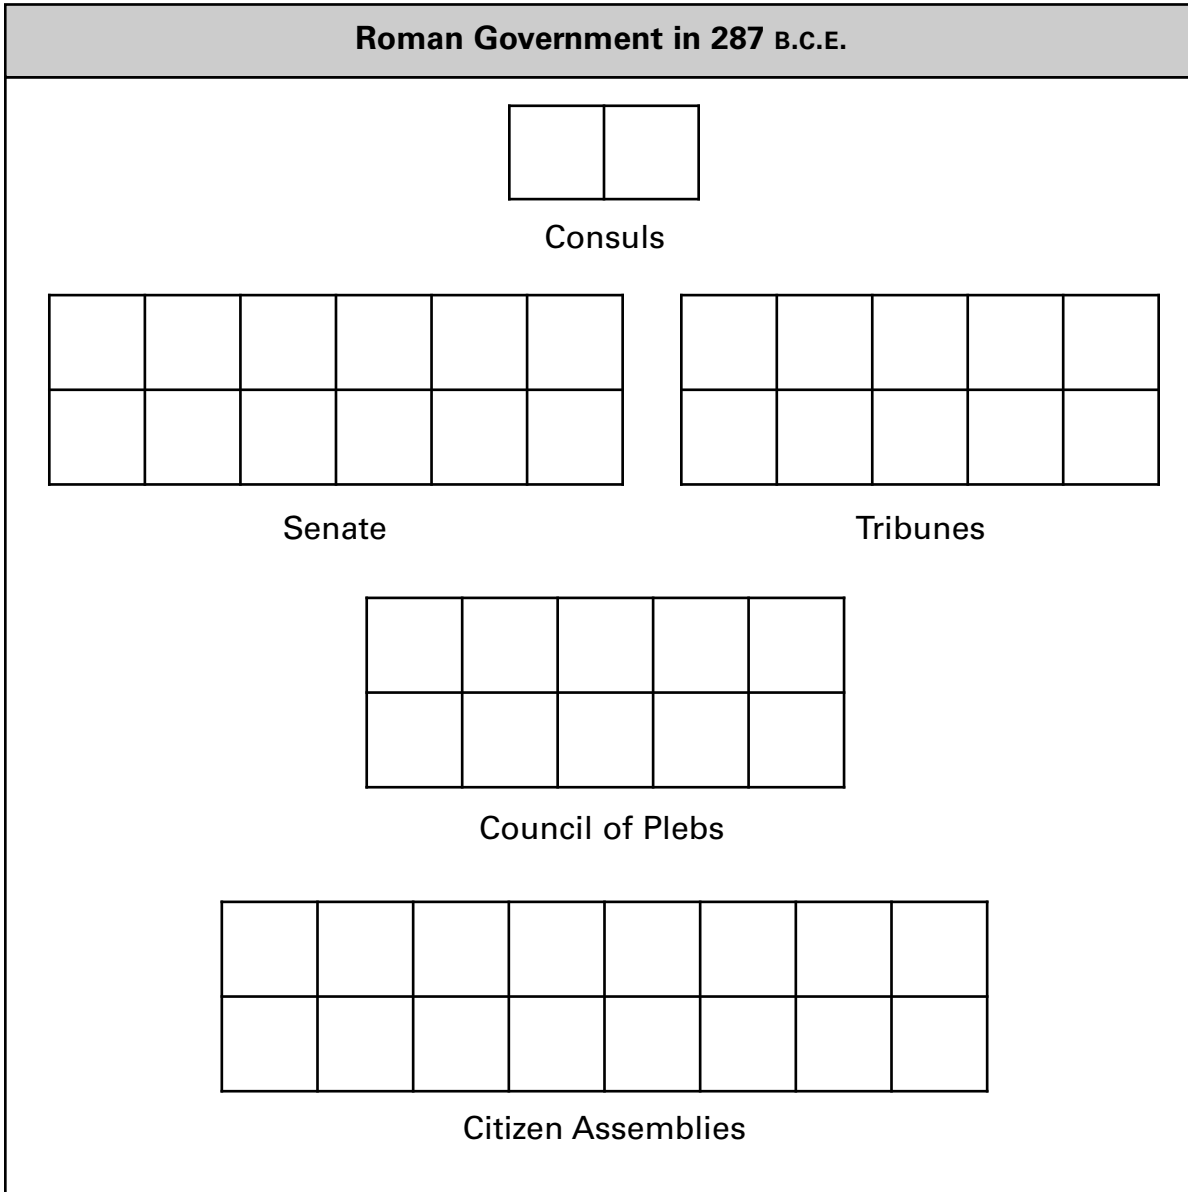 Roman Government in 287 B.C.E.
Consuls
Senate
Tribunes
Council of Plebs
Citizen Assemblies